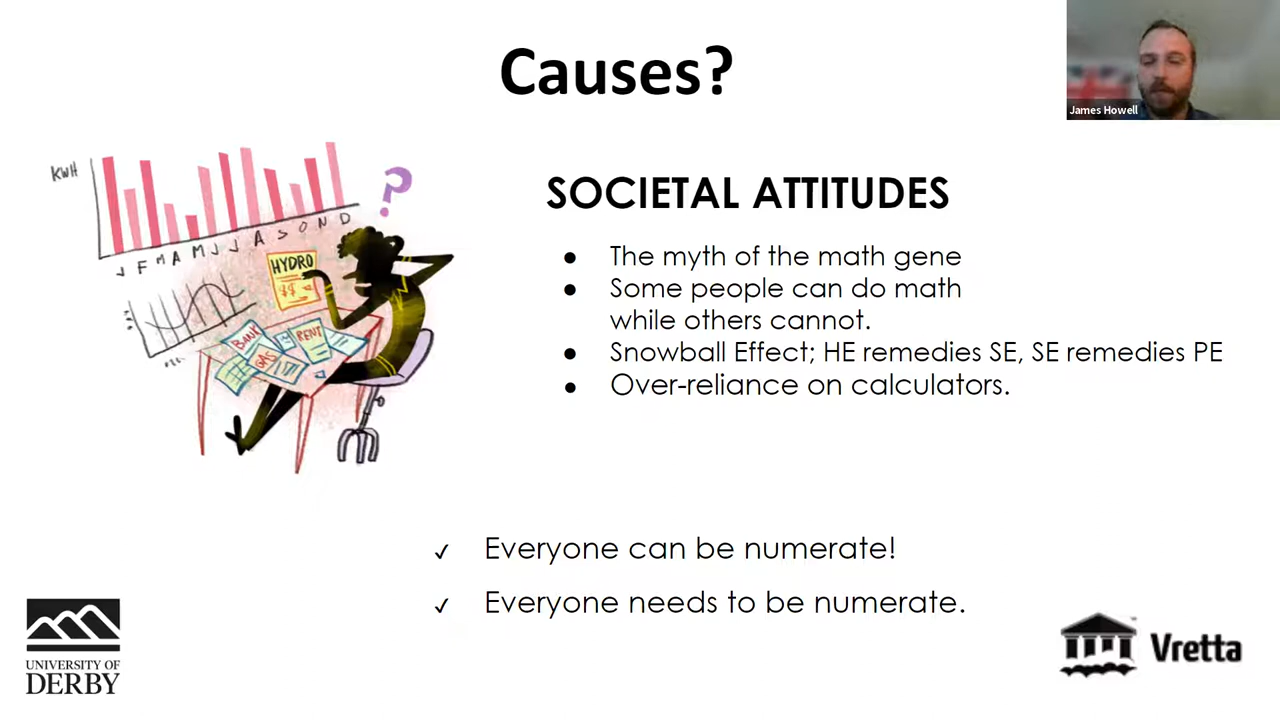 Causes?
James Howell
KWH
J F M A M J J A S O N D
?
HYDRO
$$
BANK
GAS
RENT
SOCIETAL ATTITUDES
● The myth of the math gene
● Some people can do math
while others cannot.
● Snowball Effect; HE remedies SE, SE remedies PE
● Over-reliance on calculators.
✓ Everyone can be numerate!
✓ Everyone needs to be numerate.
UNIVERSITY OF
DERBY
Vretta